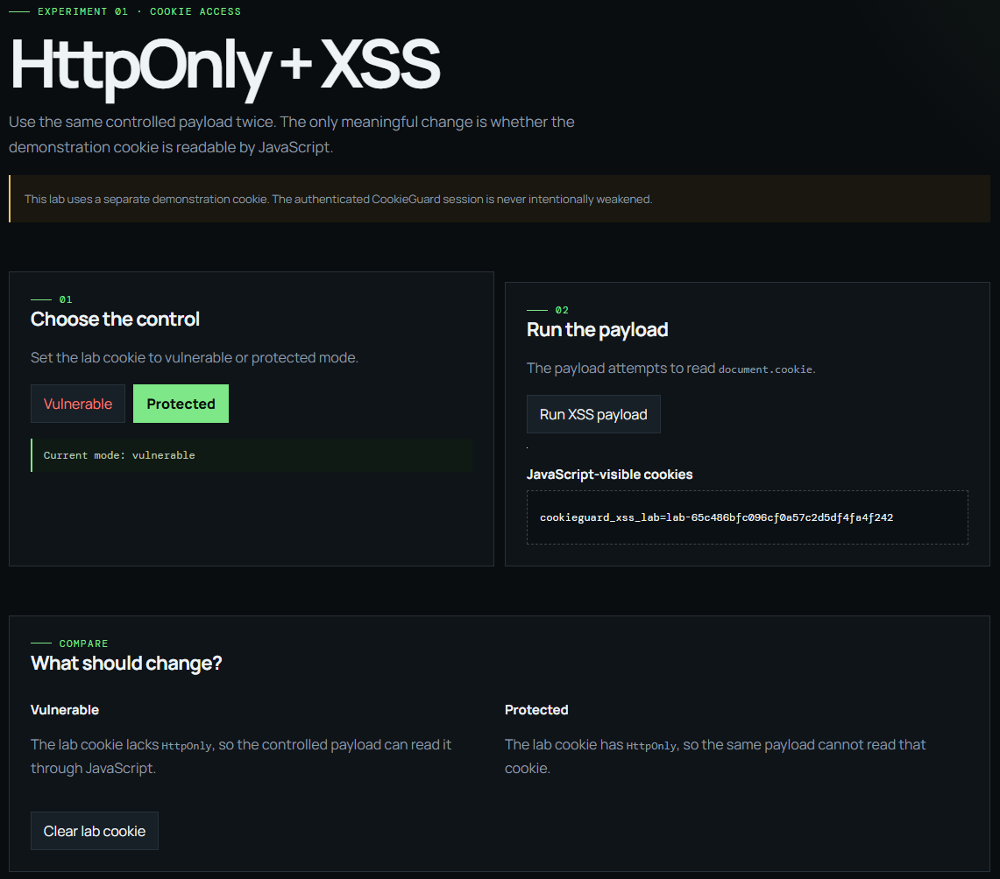 EXPERIMENT 01 · COOKIE ACCESS
HttpOnly + XSS
Use the same controlled payload twice. The only meaningful change is whether the
demonstration cookie is readable by JavaScript.
This lab uses a separate demonstration cookie. The authenticated CookieGuard session is never intentionally weakened.
01
Choose the control
Set the lab cookie to vulnerable or protected mode.
Vulnerable
Protected
Current mode: vulnerable
02
Run the payload
The payload attempts to read document.cookie.
Run XSS payload
.
JavaScript-visible cookies
cookieguard_xss_lab=lab-65c486bfc096cf0a57c2d5df4fa4f242
COMPARE
What should change?
Vulnerable
The lab cookie lacks HttpOnly, so the controlled payload can read it
through JavaScript.
Protected
The lab cookie has HttpOnly, so the same payload cannot read that
cookie.
Clear lab cookie